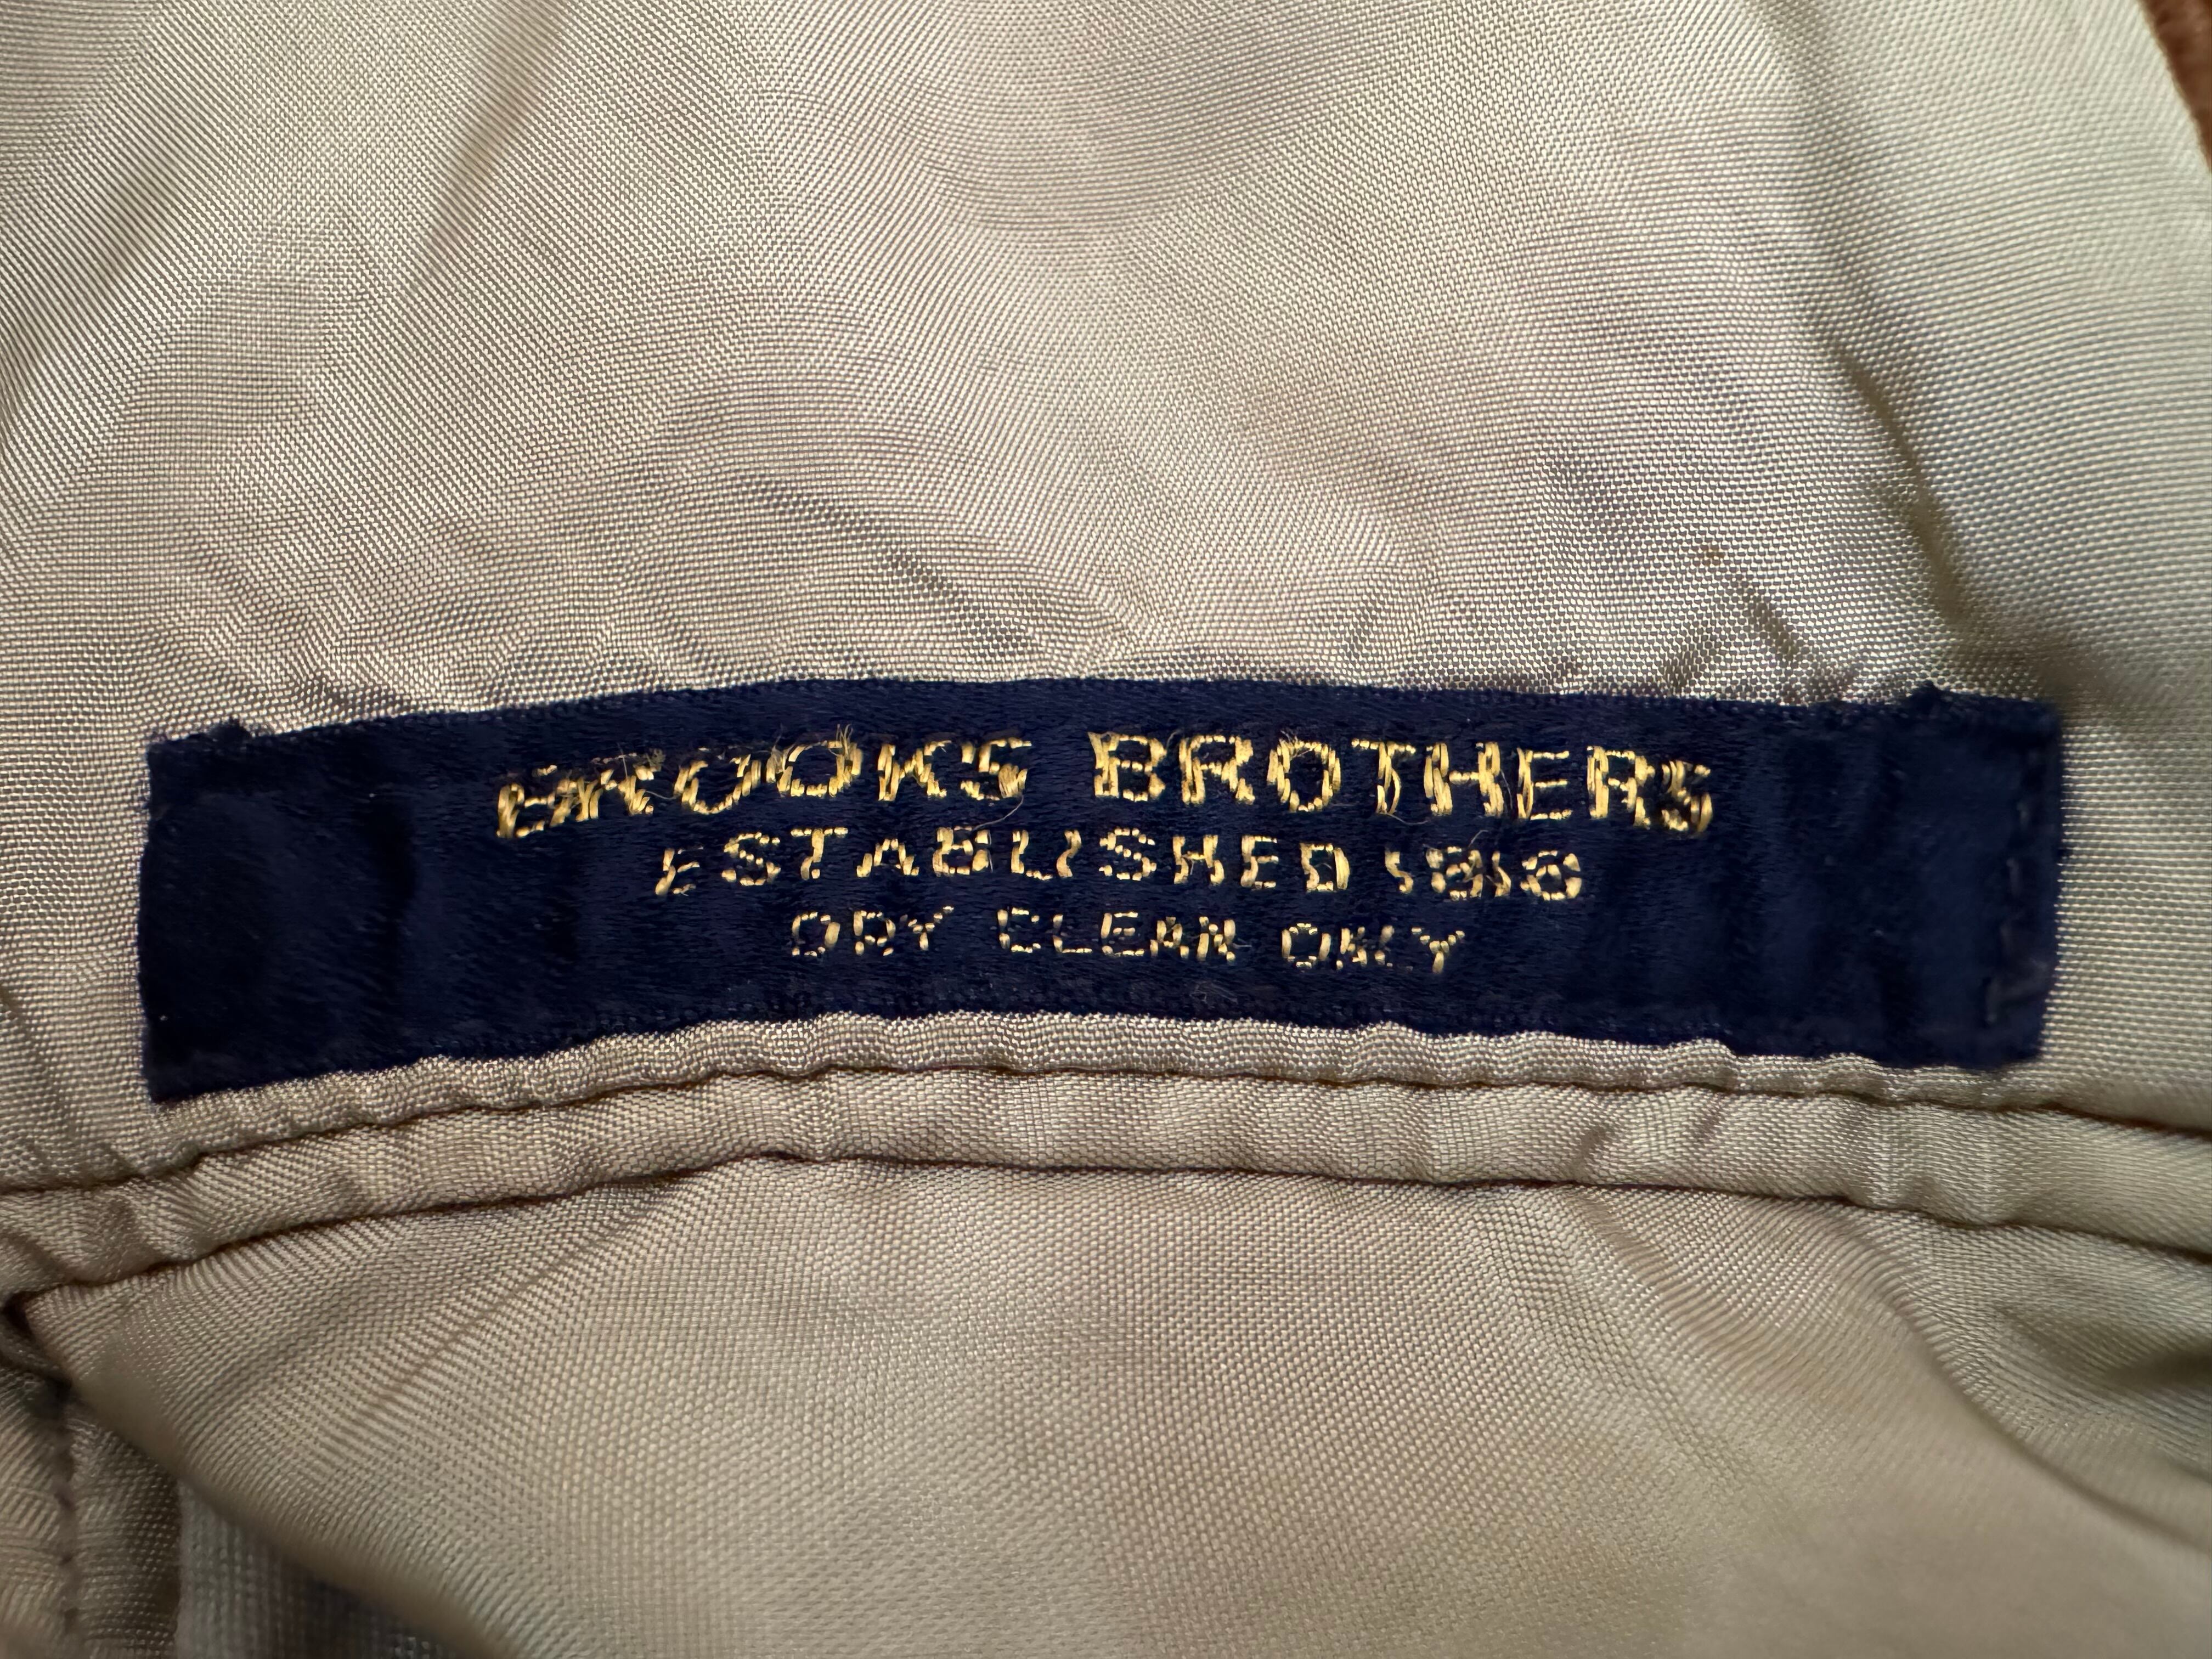 BROOKS BROTHERS
ESTABLISHED 1818
DRY CLEAN ONLY